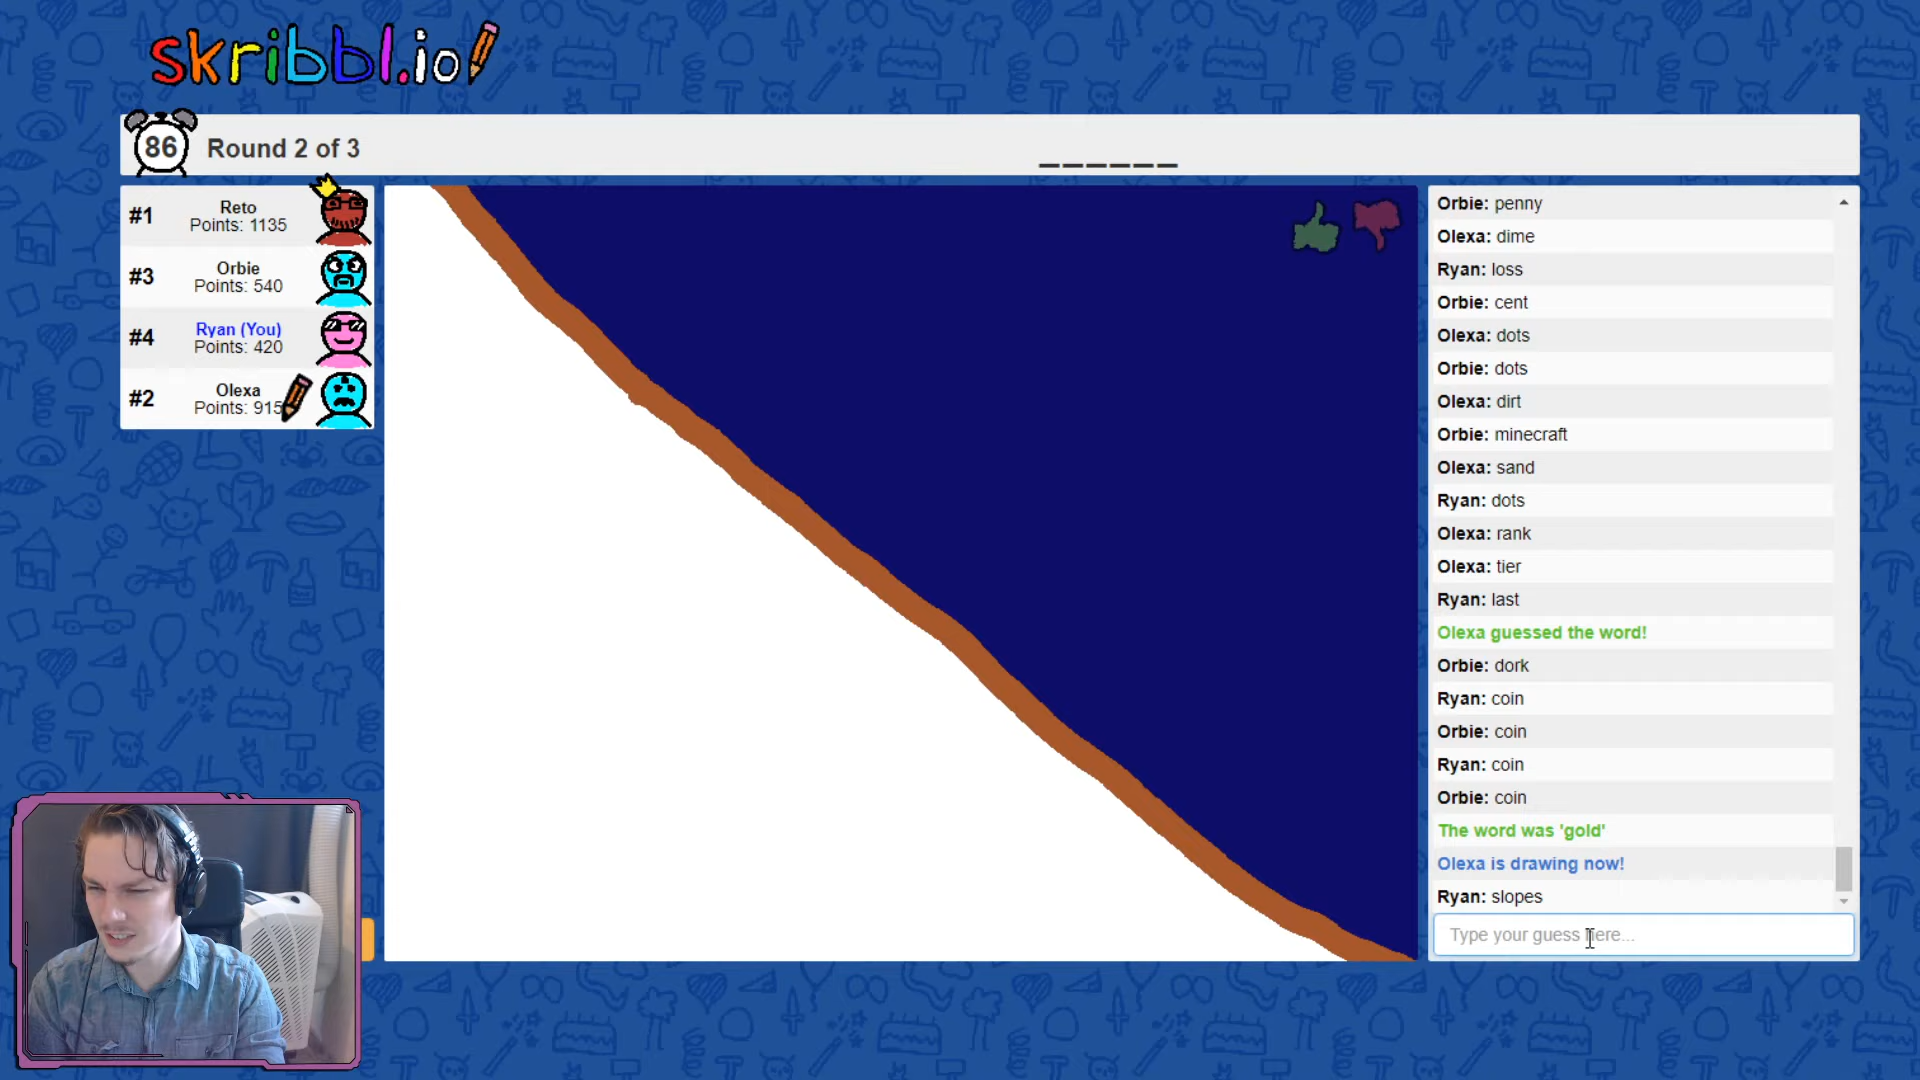 skribbl.io
86
Round 2 of 3
______
#1
Reto
Points: 1135
#3
Orbie
Points: 540
#4
Ryan (You)
Points: 420
#2
Olexa
Points: 915
Orbie: penny
Olexa: dime
Ryan: loss
Orbie: cent
Olexa: dots
Orbie: dots
Olexa: dirt
Orbie: minecraft
Olexa: sand
Ryan: dots
Olexa: rank
Olexa: tier
Ryan: last
Olexa guessed the word!
Orbie: dork
Ryan: coin
Orbie: coin
Ryan: coin
Orbie: coin
The word was 'gold'
Olexa is drawing now!
Ryan: slopes
Type your guess here...